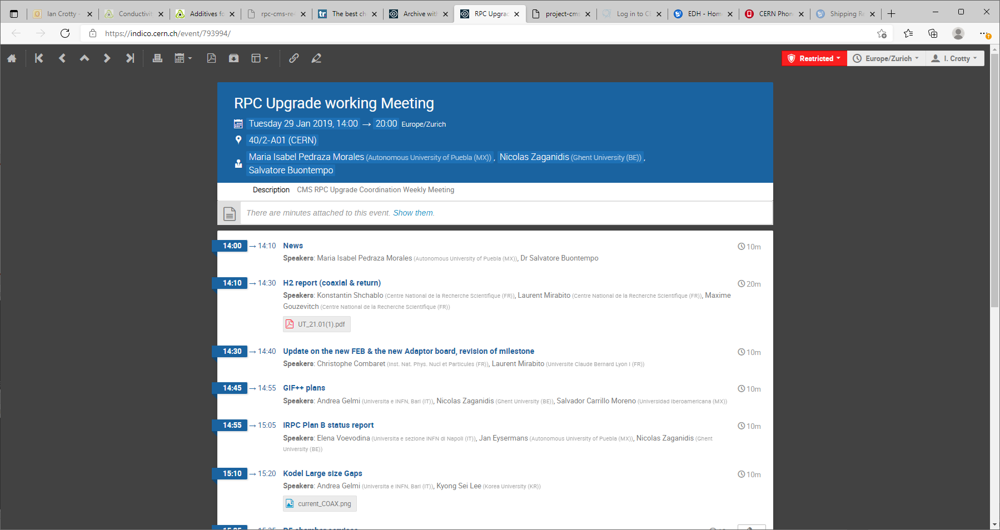 Ian Crotty -
Conductivit
Additives fo
rpc-cms-re
The best ch
Archive with
RPC Upgrac
project-cms
Log in to C
EDH - Hom
CERN Phon
Shipping Re
https://indico.cern.ch/event/793994/
Restricted
Europe/Zurich
I. Crotty
RPC Upgrade working Meeting
Tuesday 29 Jan 2019, 14:00 → 20:00 Europe/Zurich
40/2-A01 (CERN)
Maria Isabel Pedraza Morales (Autonomous University of Puebla (MX)) , Nicolas Zaganidis (Ghent University (BE)) ,
Salvatore Buontempo
Description CMS RPC Upgrade Coordination Weekly Meeting
There are minutes attached to this event. Show them.
14:00 → 14:10 News 10m
Speakers: Maria Isabel Pedraza Morales (Autonomous University of Puebla (MX)), Dr Salvatore Buontempo
14:10 → 14:30 H2 report (coaxial & return) 20m
Speakers: Konstantin Shchablo (Centre National de la Recherche Scientifique (FR)), Laurent Mirabito (Centre National de la Recherche Scientifique (FR)), Maxime
Gouzevitch (Centre National de la Recherche Scientifique (FR))
UT_21.01(1).pdf
14:30 → 14:40 Update on the new FEB & the new Adaptor board, revision of milestone 10m
Speakers: Christophe Combaret (Inst. Nat. Phys. Nucl et Particules (FR)), Laurent Mirabito (Universite Claude Bernard Lyon I (FR))
14:45 → 14:55 GIF++ plans 10m
Speakers: Andrea Gelmi (Universita e INFN, Bari (IT)), Nicolas Zaganidis (Ghent University (BE)), Salvador Carrillo Moreno (Universidad Iberoamericana (MX))
14:55 → 15:05 IRPC Plan B status report 10m
Speakers: Elena Voevodina (Universita e sezione INFN di Napoli (IT)), Jan Eysermans (Autonomous University of Puebla (MX)), Nicolas Zaganidis (Ghent
University (BE))
15:10 → 15:20 Kodel Large size Gaps 10m
Speakers: Andrea Gelmi (Universita e INFN, Bari (IT)), Kyong Sei Lee (Korea University (KR))
current_COAX.png